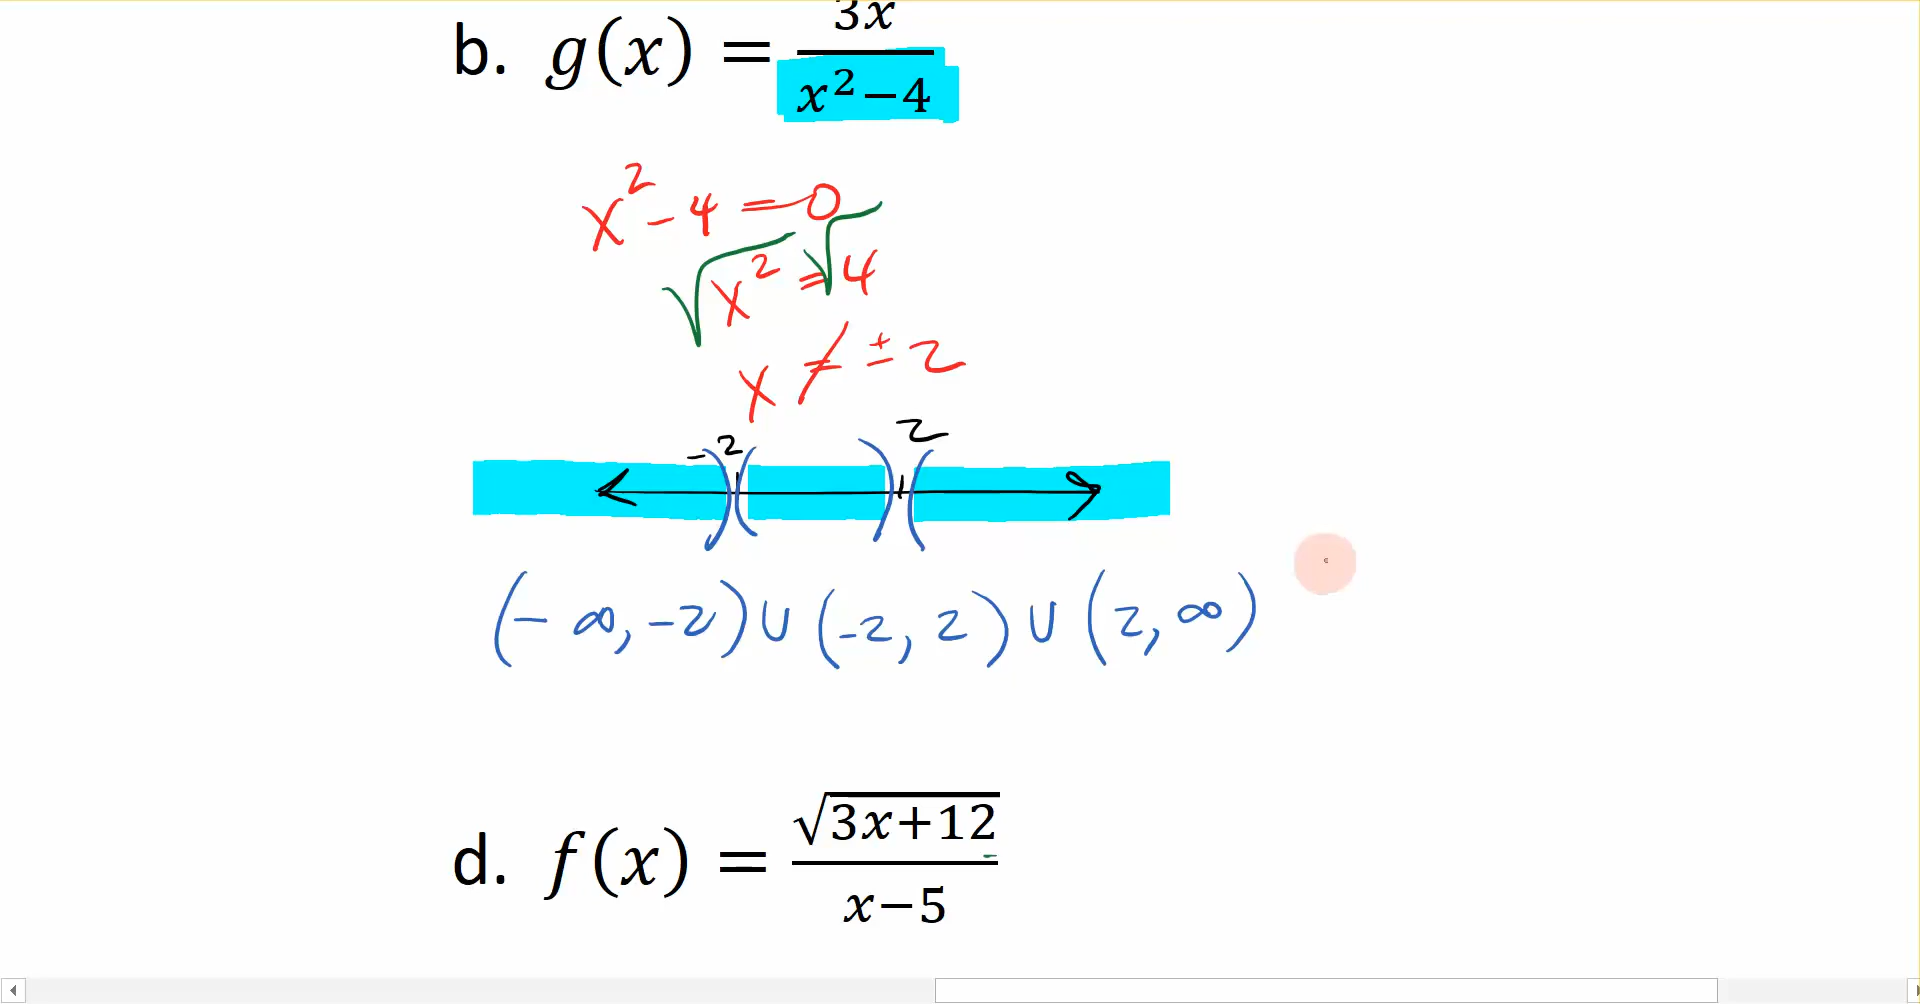 b. g(x) = 3x / x² − 4
x² − 4 = 0
√x² = √4
x ≠ ± 2
-2 2
(− ∞, −2) ∪ (-2, 2) ∪ (2, ∞)
d. f(x) = √3x+12 / x−5